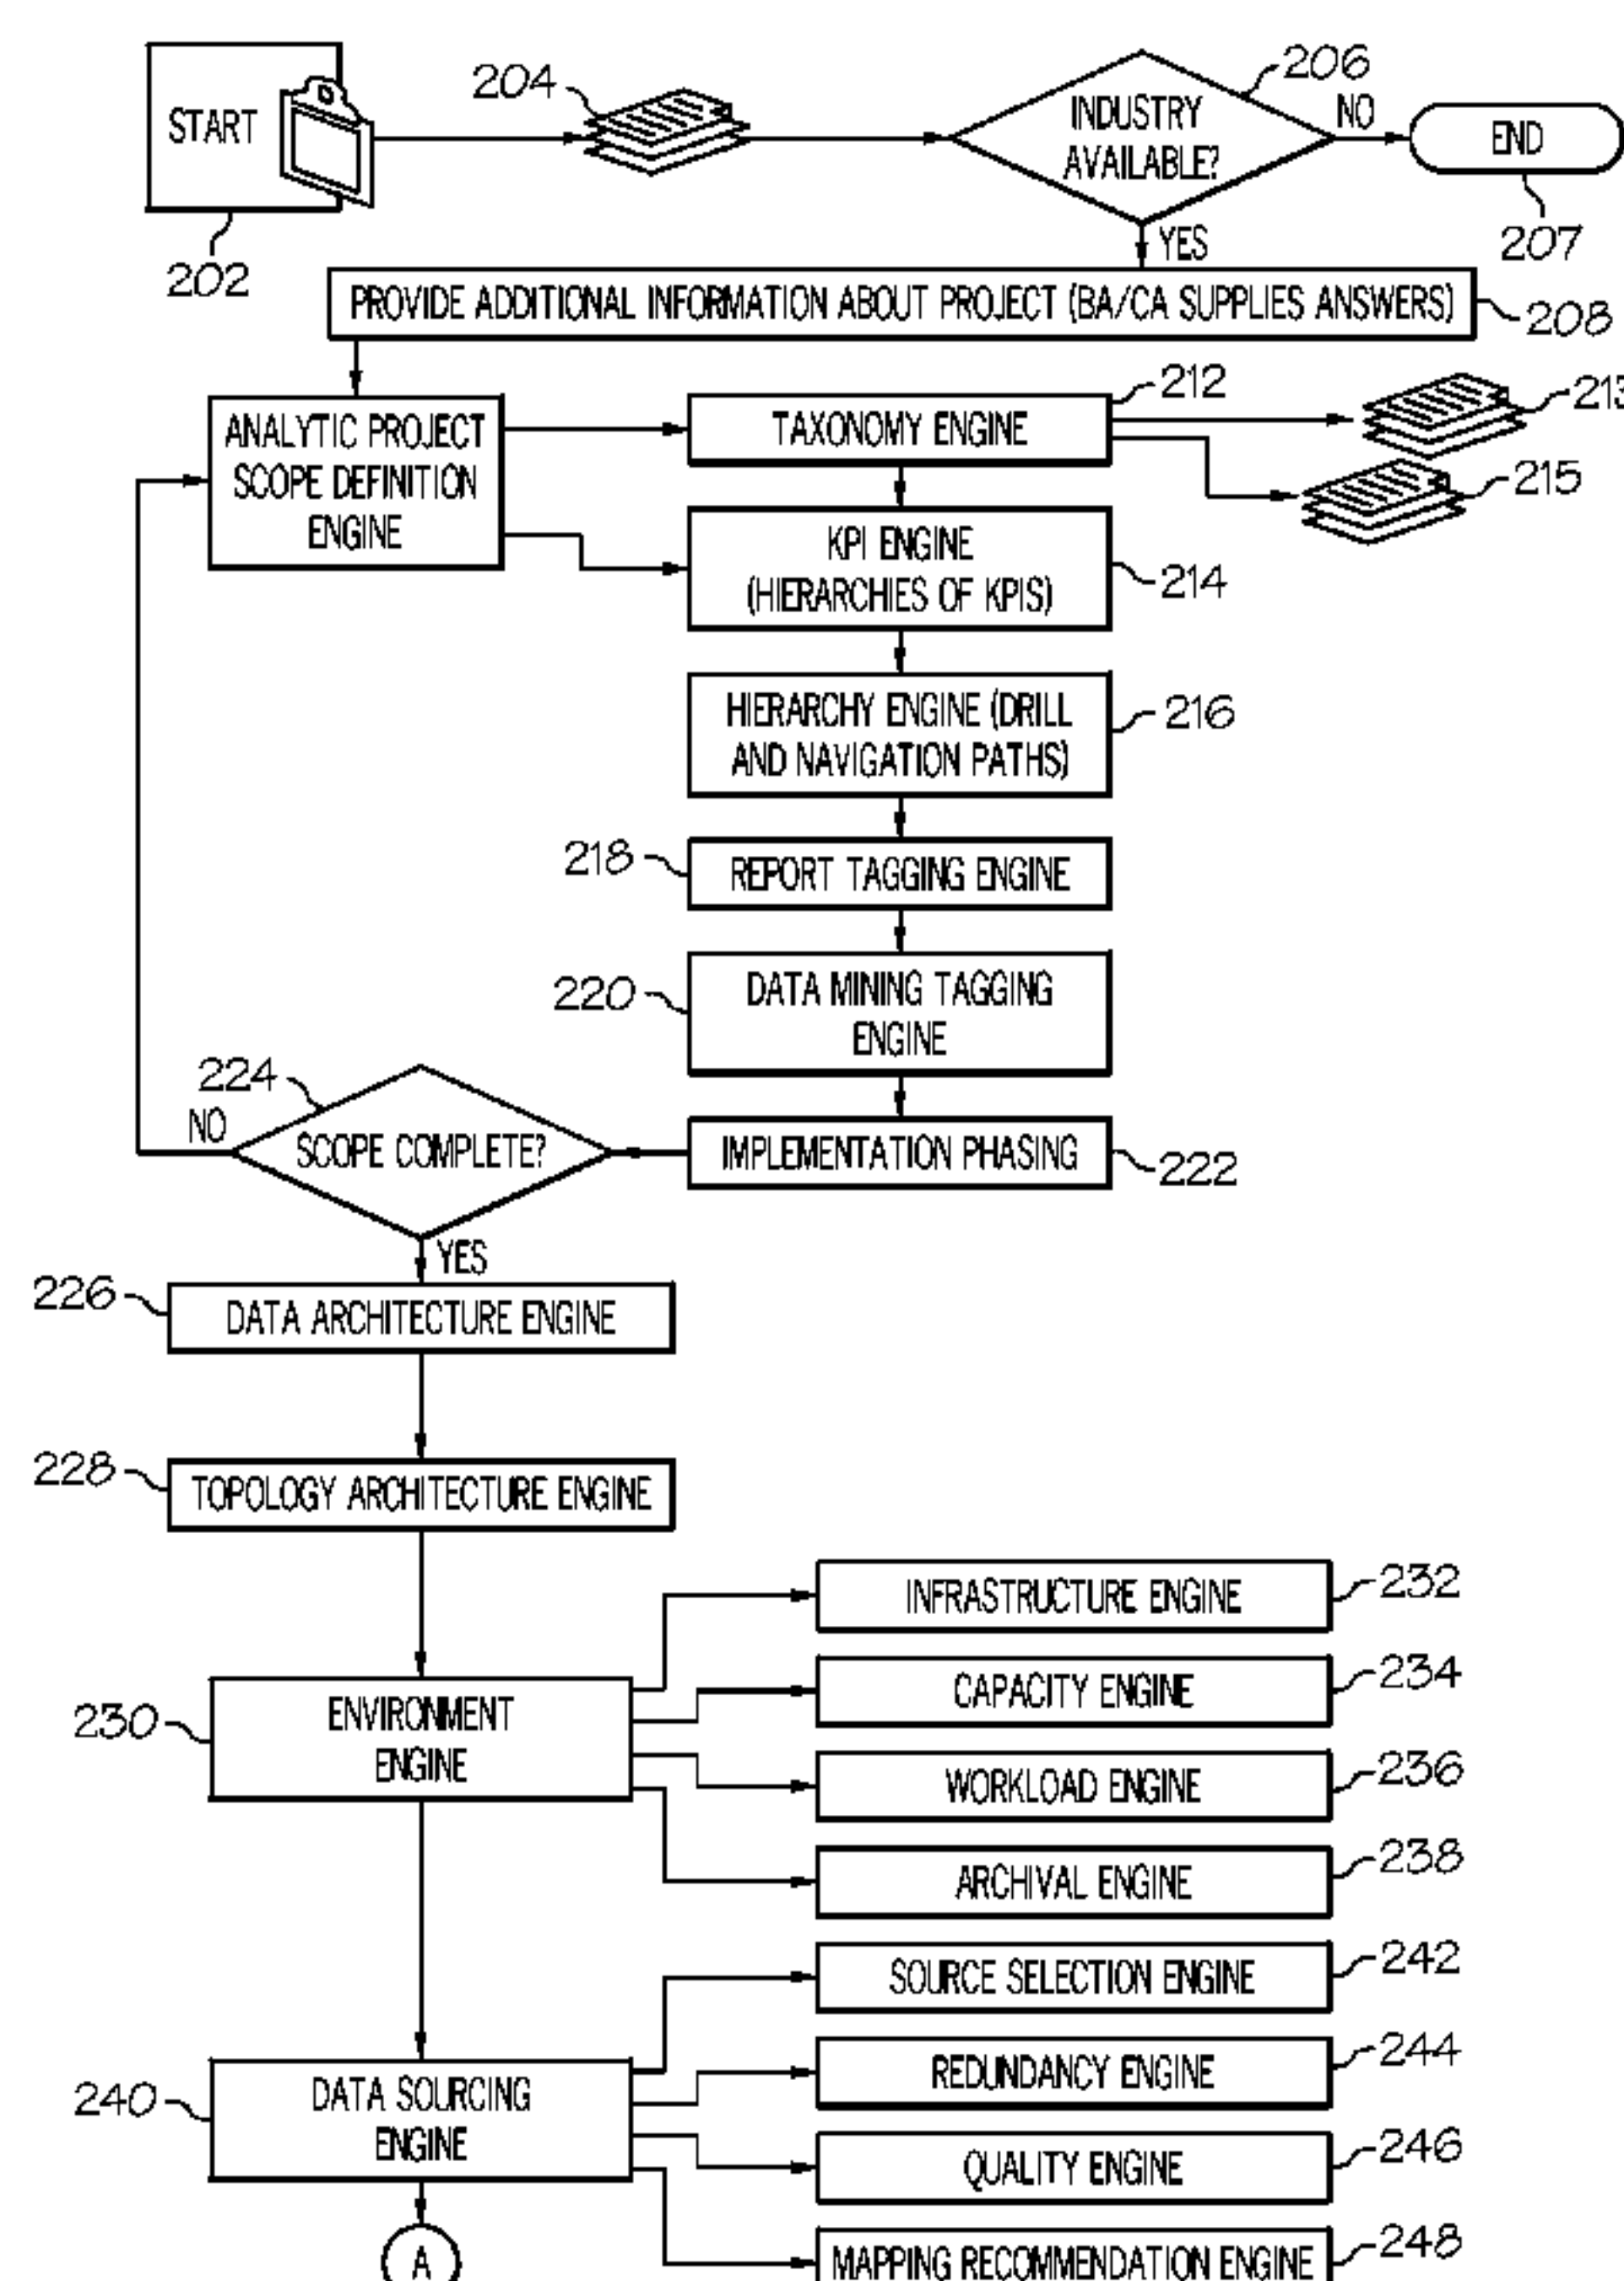 START
202
204
INDUSTRY
AVAILABLE?
206
NO
END
207
YES
PROVIDE ADDITIONAL INFORMATION ABOUT PROJECT (BA/CA SUPPLIES ANSWERS)
208
ANALYTIC PROJECT
SCOPE DEFINITION
ENGINE
TAXONOMY ENGINE
212
213
215
KPI ENGINE
(HIERARCHIES OF KPIS)
214
HIERARCHY ENGINE (DRILL
AND NAVIGATION PATHS)
216
218
REPORT TAGGING ENGINE
220
DATA MINING TAGGING
ENGINE
224
NO
SCOPE COMPLETE?
IMPLEMENTATION PHASING
222
YES
226
DATA ARCHITECTURE ENGINE
228
TOPOLOGY ARCHITECTURE ENGINE
230
ENVIRONMENT
ENGINE
INFRASTRUCTURE ENGINE
232
CAPACITY ENGINE
234
WORKLOAD ENGINE
236
ARCHIVAL ENGINE
238
240
DATA SOURCING
ENGINE
SOURCE SELECTION ENGINE
242
REDUNDANCY ENGINE
244
QUALITY ENGINE
246
MAPPING RECOMMENDATION ENGINE
248
A